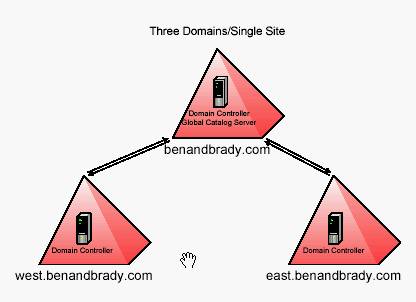 Three Domains/Single Site
Domain Controller
Global Catalog Server
benandbrady.com
Domain Controller
west.benandbrady.com
Domain Controller
east.benandbrady.com